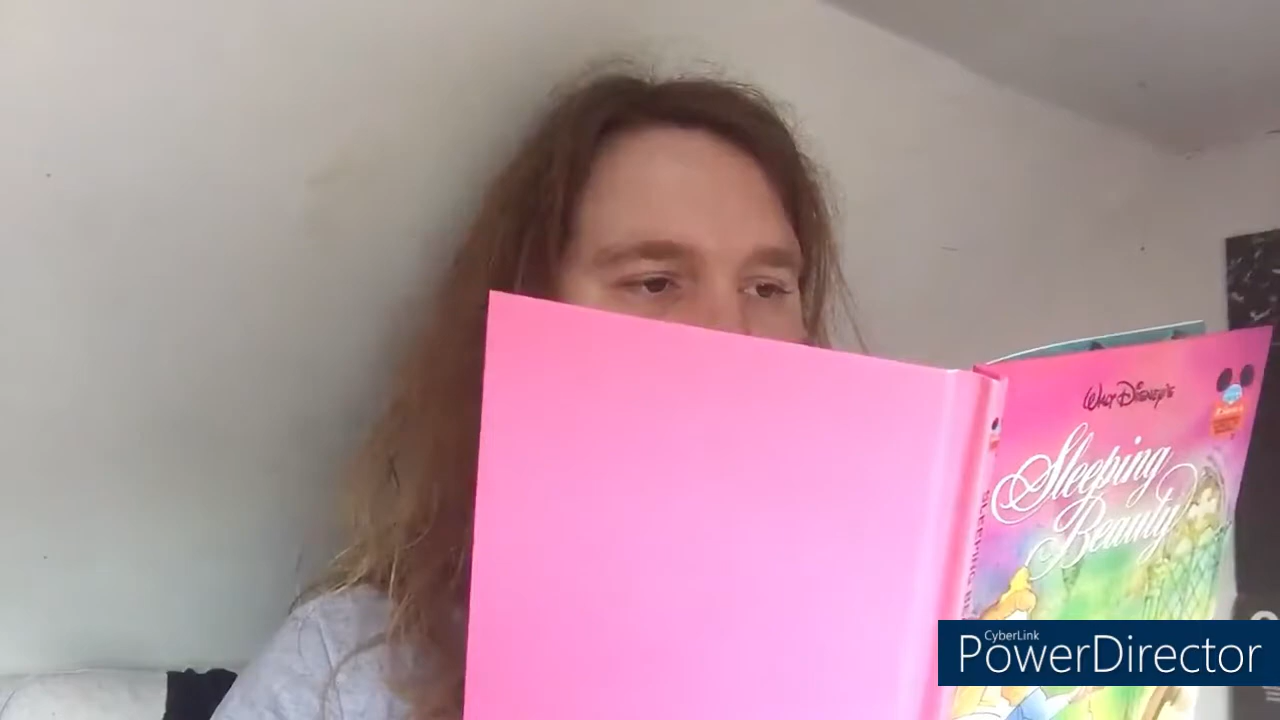 WALT DISNEY'S
Sleeping
Beauty
SLEEPING BE
CyberLink
PowerDirector